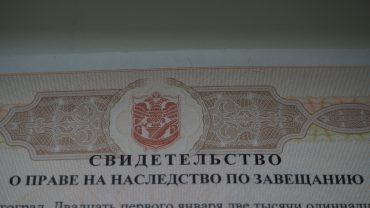 СВИДЕТЕЛЬСТВО
О ПРАВЕ НА НАСЛЕДСТВО ПО ЗАВЕЩАНИЮ
Двадцать первого января две тысячи